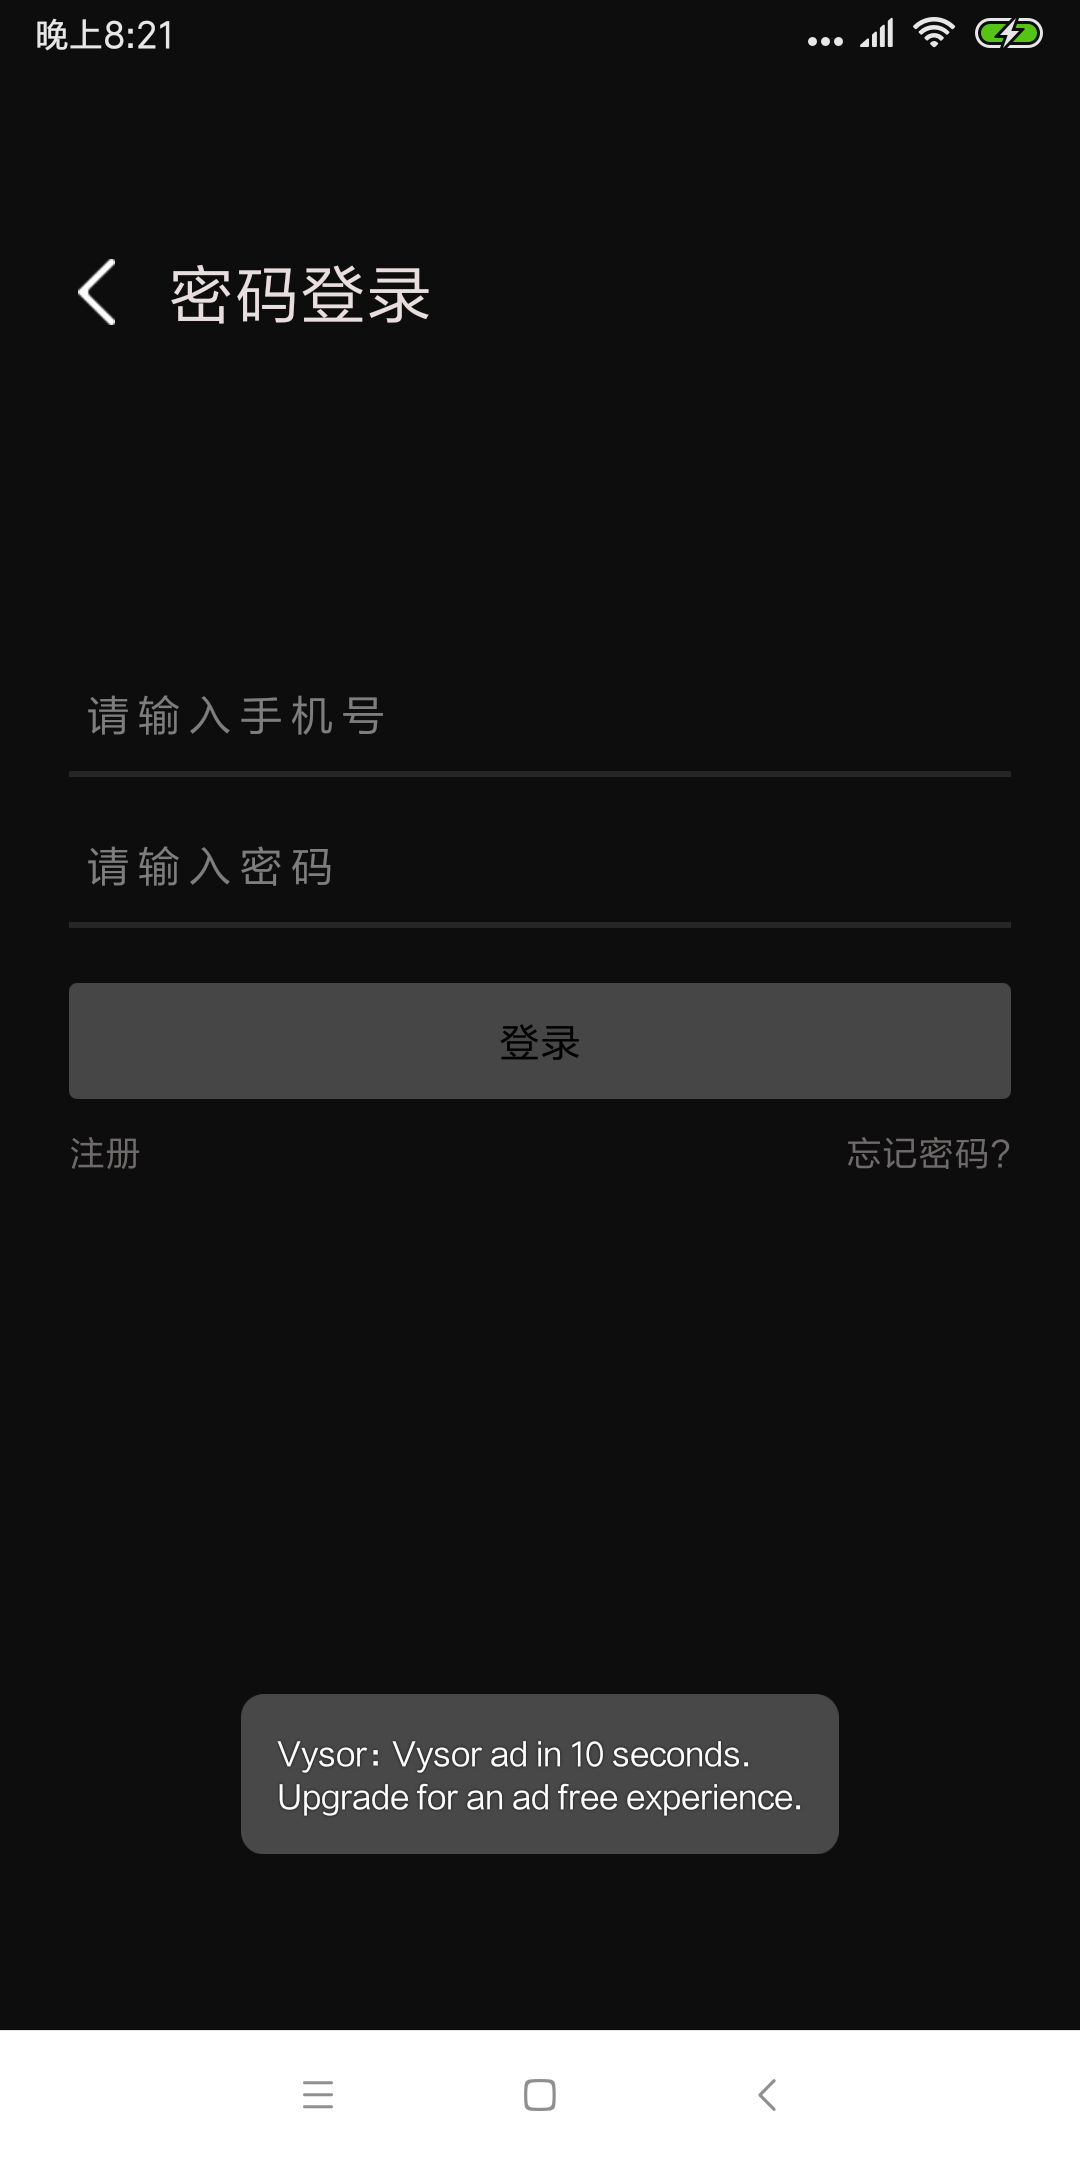 晚上8:21
密码登录
请输入手机号
请输入密码
登录
注册 忘记密码?
Vysor：Vysor ad in 10 seconds.
Upgrade for an ad free experience.